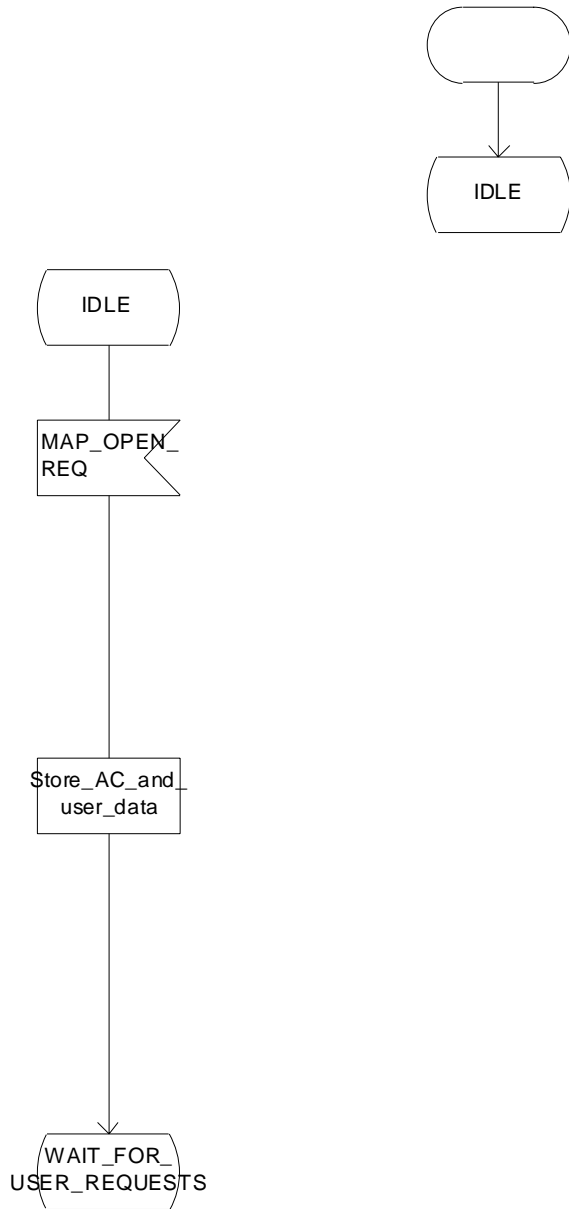 IDLE
IDLE
MAP_OPEN_
REQ
Store_AC_and_
user_data
WAIT_FOR_
USER_REQUESTS